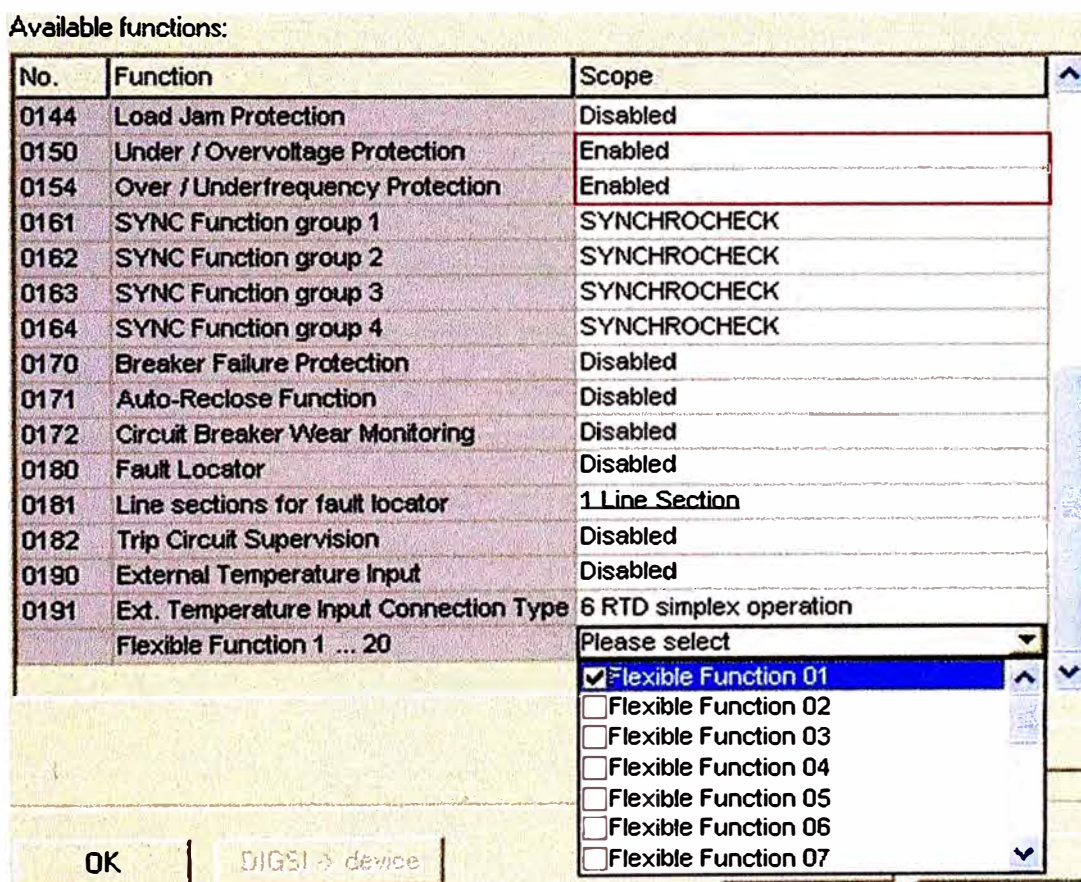 Available functions:
No. Function Scope
0144 Load Jam Protection Disabled
0150 Under / Overvoltage Protection Enabled
0154 Over / Underfrequency Protection Enabled
0161 SYNC Function group 1 SYNCHROCHECK
0162 SYNC Function group 2 SYNCHROCHECK
0163 SYNC Function group 3 SYNCHROCHECK
0164 SYNC Function group 4 SYNCHROCHECK
0170 Breaker Failure Protection Disabled
0171 Auto-Reclose Function Disabled
0172 Circuit Breaker Wear Monitoring Disabled
0180 Fault Locator Disabled
0181 Line sections for fault locator 1 Line Section
0182 Trip Circuit Supervision Disabled
0190 External Temperature Input Disabled
0191 Ext. Temperature Input Connection Type 6 RTD simplex operation
Flexible Function 1 ... 20 Please select
Flexible Function 01
Flexible Function 02
Flexible Function 03
Flexible Function 04
Flexible Function 05
Flexible Function 06
Flexible Function 07
OK DIGSI -> device